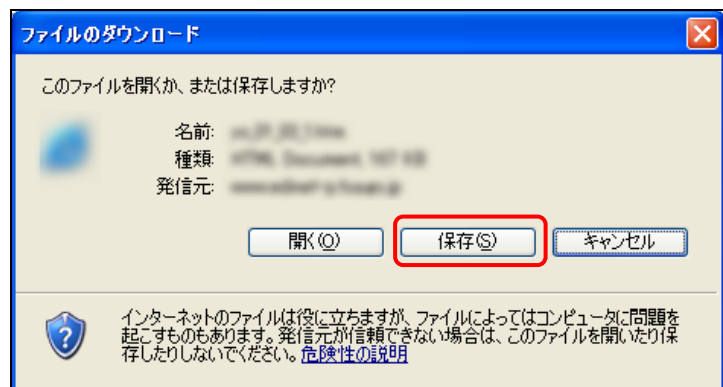 ファイルのダウンロード
このファイルを開くか、または保存しますか?
名前:
種類:
発信元:
開く(O)
保存(S)
キャンセル
インターネットのファイルは役に立ちますが、ファイルによってはコンピュータに問題を
起こすものもあります。発信元が信頼できない場合は、このファイルを開いたり保
存したりしないでください。危険性の説明